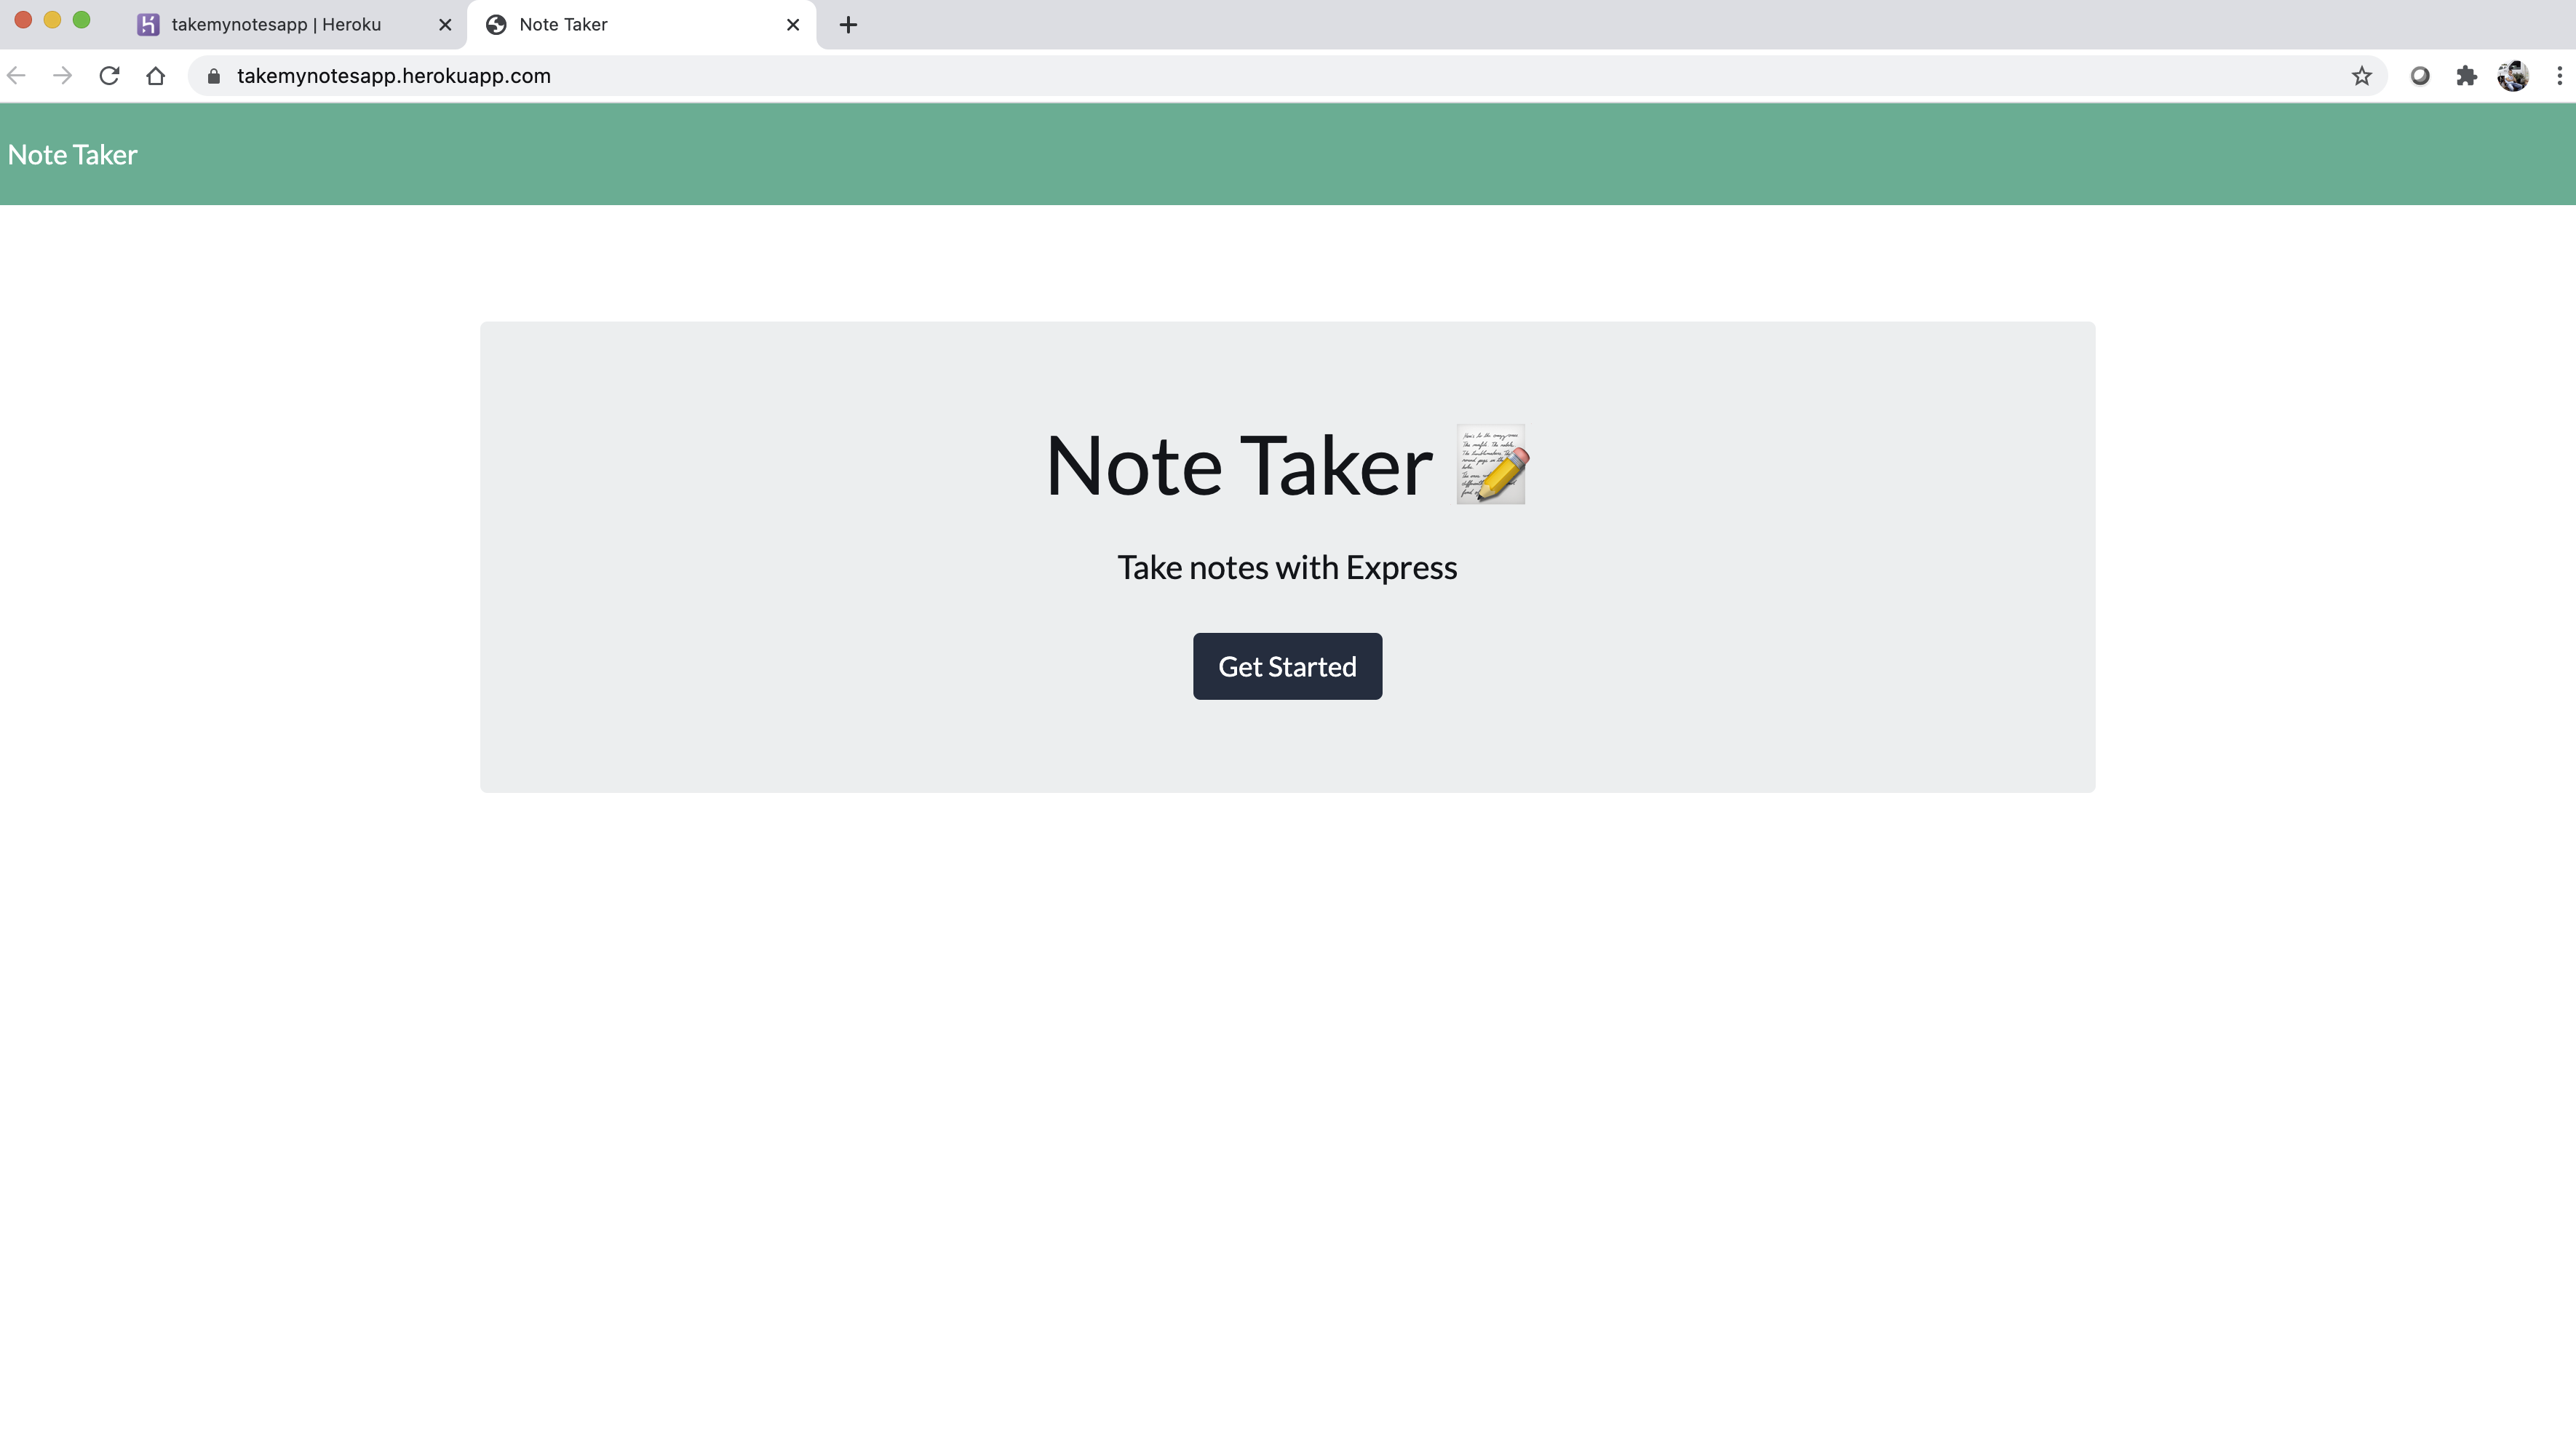 takemynotesapp | Heroku
Note Taker
takemynotesapp.herokuapp.com
Note Taker
Note Taker
Take notes with Express
Get Started